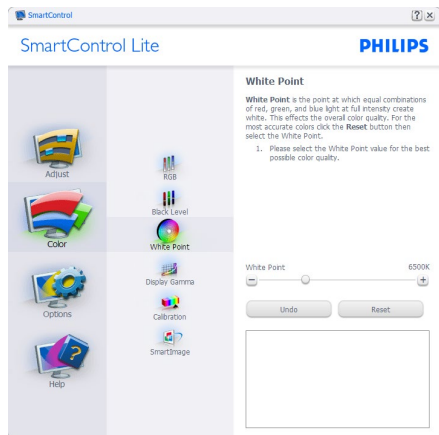 SmartControl
SmartControl Lite
PHILIPS
Adjust
Color
Options
Help
RGB
Black Level
White Point
Display Gamma
Calibration
SmartImage
White Point
White Point is the point at which equal combinations
of red, green, and blue light at full intensity create
white. This effects the overall color quality. For the
most accurate colors click the Reset button then
select the White Point.
1. Please select the White Point value for the best
possible color quality.
White Point 6500K
Undo Reset